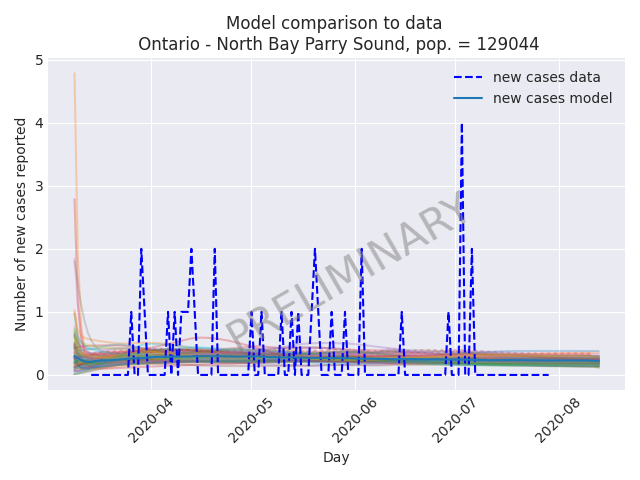 Model comparison to data
Ontario - North Bay Parry Sound, pop. = 129044
new cases data
new cases model
Number of new cases reported
5
4
3
2
1
0
PRELIMINARY
2020-04
2020-05
2020-06
2020-07
2020-08
Day